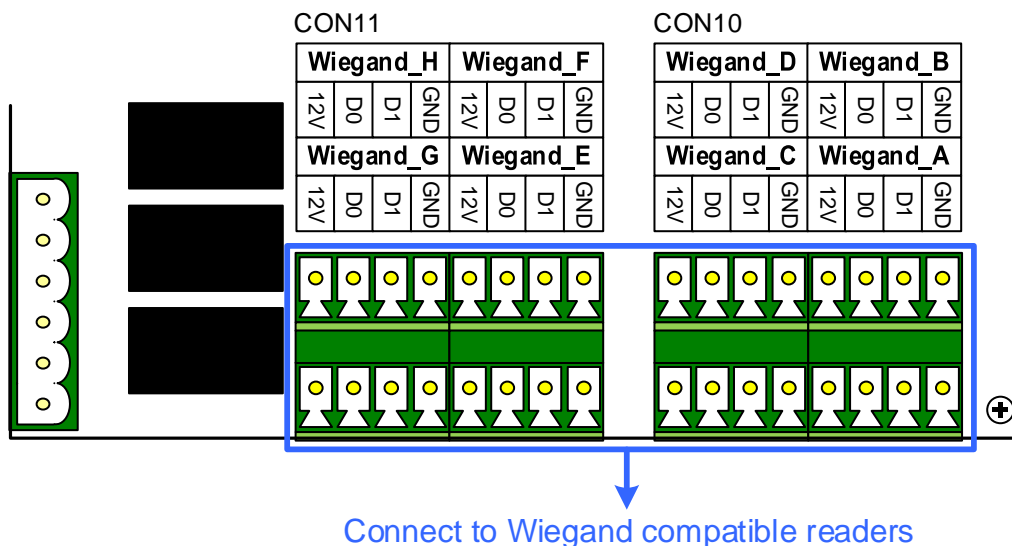 CON11 CON10
Wiegand_H Wiegand_F Wiegand_D Wiegand_B
12V D0 D1 GND 12V D0 D1 GND 12V D0 D1 GND 12V D0 D1 GND
Wiegand_G Wiegand_E Wiegand_C Wiegand_A
12V D0 D1 GND 12V D0 D1 GND 12V D0 D1 GND 12V D0 D1 GND
Connect to Wiegand compatible readers